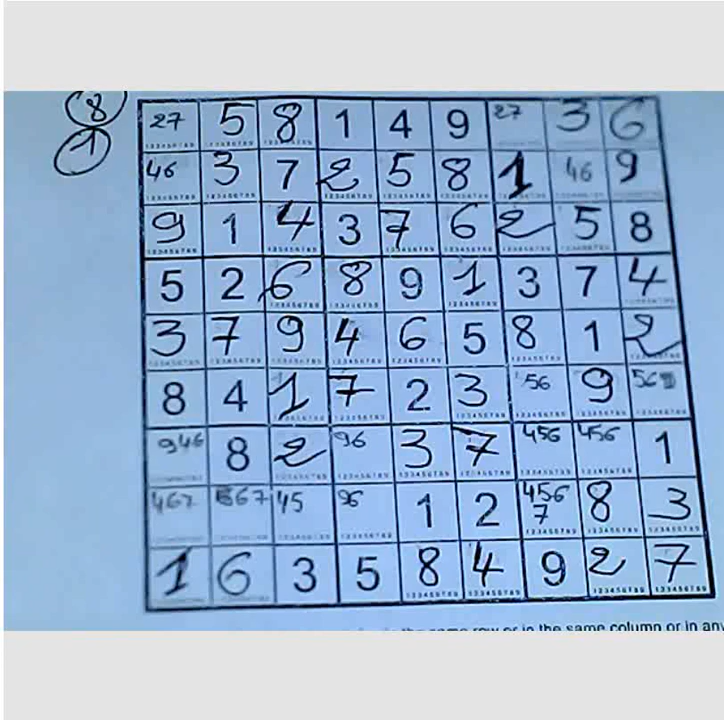 8
1
27 5 8 1 4 9 27 3 6
46 3 7 2 5 8 1 46 9
9 1 4 3 7 6 2 5 8
5 2 6 8 9 1 3 7 4
3 7 9 4 6 5 8 1 2
8 4 1 7 2 3 56 9 56
946 8 2 96 3 7 456 456 1
467 567 45 96 1 2 456 8 3
7
1 6 3 5 8 4 9 2 7
same row or in the same column or in any